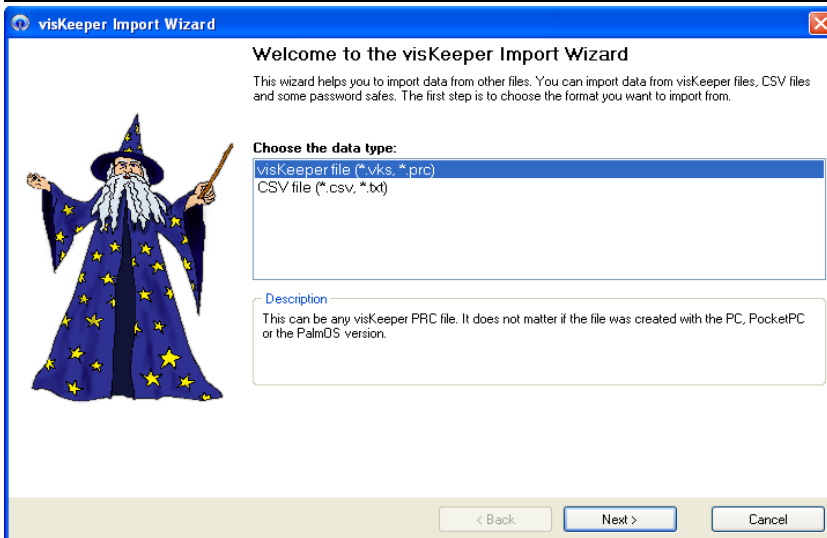 visKeeper Import Wizard
Welcome to the visKeeper Import Wizard
This wizard helps you to import data from other files. You can import data from visKeeper files, CSV files
and some password safes. The first step is to choose the format you want to import from.
Choose the data type:
visKeeper file (*.vks, *.prc)
CSV file (*.csv, *.txt)
Description
This can be any visKeeper PRC file. It does not matter if the file was created with the PC, PocketPC
or the PalmOS version.
< Back
Next >
Cancel